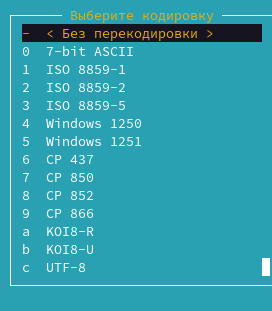 Выберите кодировку
- < Без перекодировки >
0 7-bit ASCII
1 ISO 8859-1
2 ISO 8859-2
3 ISO 8859-5
4 Windows 1250
5 Windows 1251
6 CP 437
7 CP 850
8 CP 852
9 CP 866
a KOI8-R
b KOI8-U
c UTF-8